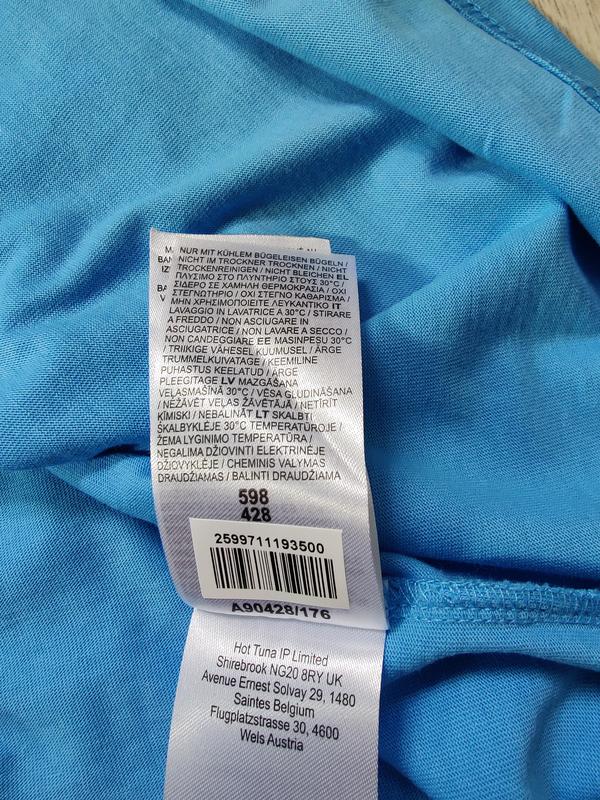 NUR MIT KÜHLEM BÜGELEISEN BÜGELN /
NICHT IM TROCKNER TROCKNEN / NICHT
TROCKENREINIGEN / NICHT BLEICHEN EL
ΠΛΥΣΙΜΟ ΣΤΟ ΠΛΥΝΤΗΡΙΟ ΣΤΟΥΣ 30°C /
ΣΙΔΕΡΟ ΣΕ ΧΑΜΗΛΗ ΘΕΡΜΟΚΡΑΣΙΑ / ΟΧΙ
ΣΤΕΓΝΩΤΗΡΙΟ / ΟΧΙ ΣΤΕΓΝΟ ΚΑΘΑΡΙΣΜΑ /
ΜΗΝ ΧΡΗΣΙΜΟΠΟΙΕΙΤΕ ΛΕΥΚΑΝΤΙΚΟ IT
LAVAGGIO IN LAVATRICE A 30°C / STIRARE
A FREDDO / NON ASCIUGARE IN
ASCIUGATRICE / NON LAVARE A SECCO /
NON CANDEGGIARE EE MASINPESU 30°C
/ TRIIKIGE VÄHESEL KUUMUSEL / ÄRGE
TRUMMELKUIVATAGE / KEEMILINE
PUHASTUS KEELATUD / ÄRGE
PLEEGITAGE LV MAZGĀŠANA
VEĻASMAŠĪNĀ 30°C / VĒSA GLUDINĀŠANA
/ NEŽĀVĒT VEĻAS ŽĀVĒTĀJĀ / NETĪRĪT
ĶĪMISKI / NEBALINĀT LT SKALBTI
SKALBYKLĖJE 30°C TEMPERATŪROJE /
ŽEMA LYGINIMO TEMPERATŪRA /
NEGALIMA DŽIOVINTI ELEKTRINĖJE
DŽIOVYKLĖJE / CHEMINIS VALYMAS
DRAUDŽIAMAS / BALINTI DRAUDŽIAMA
598
428
2599711193500
A90428/176
Hot Tuna IP Limited
Shirebrook NG20 8RY UK
Avenue Ernest Solvay 29, 1480
Saintes Belgium
Flugplatzstrasse 30, 4600
Wels Austria